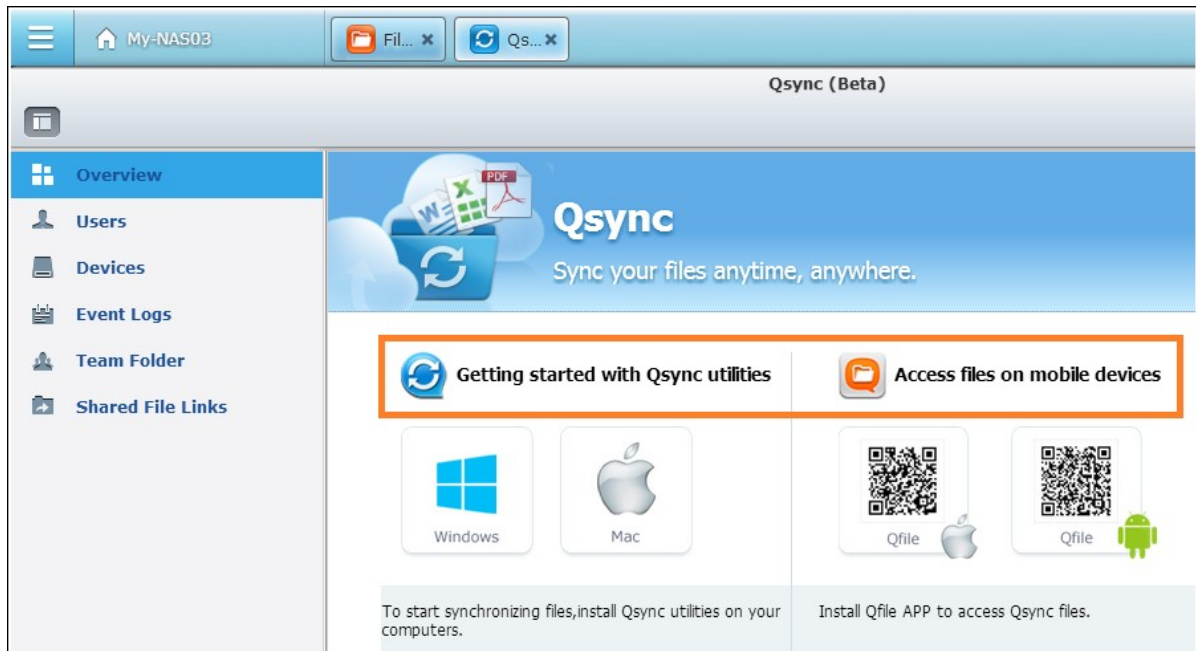 My-NAS03
Fil...
Qs...
Qsync (Beta)
Overview
Users
Devices
Event Logs
Team Folder
Shared File Links
W
X
PDF
Qsync
Sync your files anytime, anywhere.
Getting started with Qsync utilities
Access files on mobile devices
Windows
Mac
Qfile
Qfile
To start synchronizing files,install Qsync utilities on your
computers.
Install Qfile APP to access Qsync files.